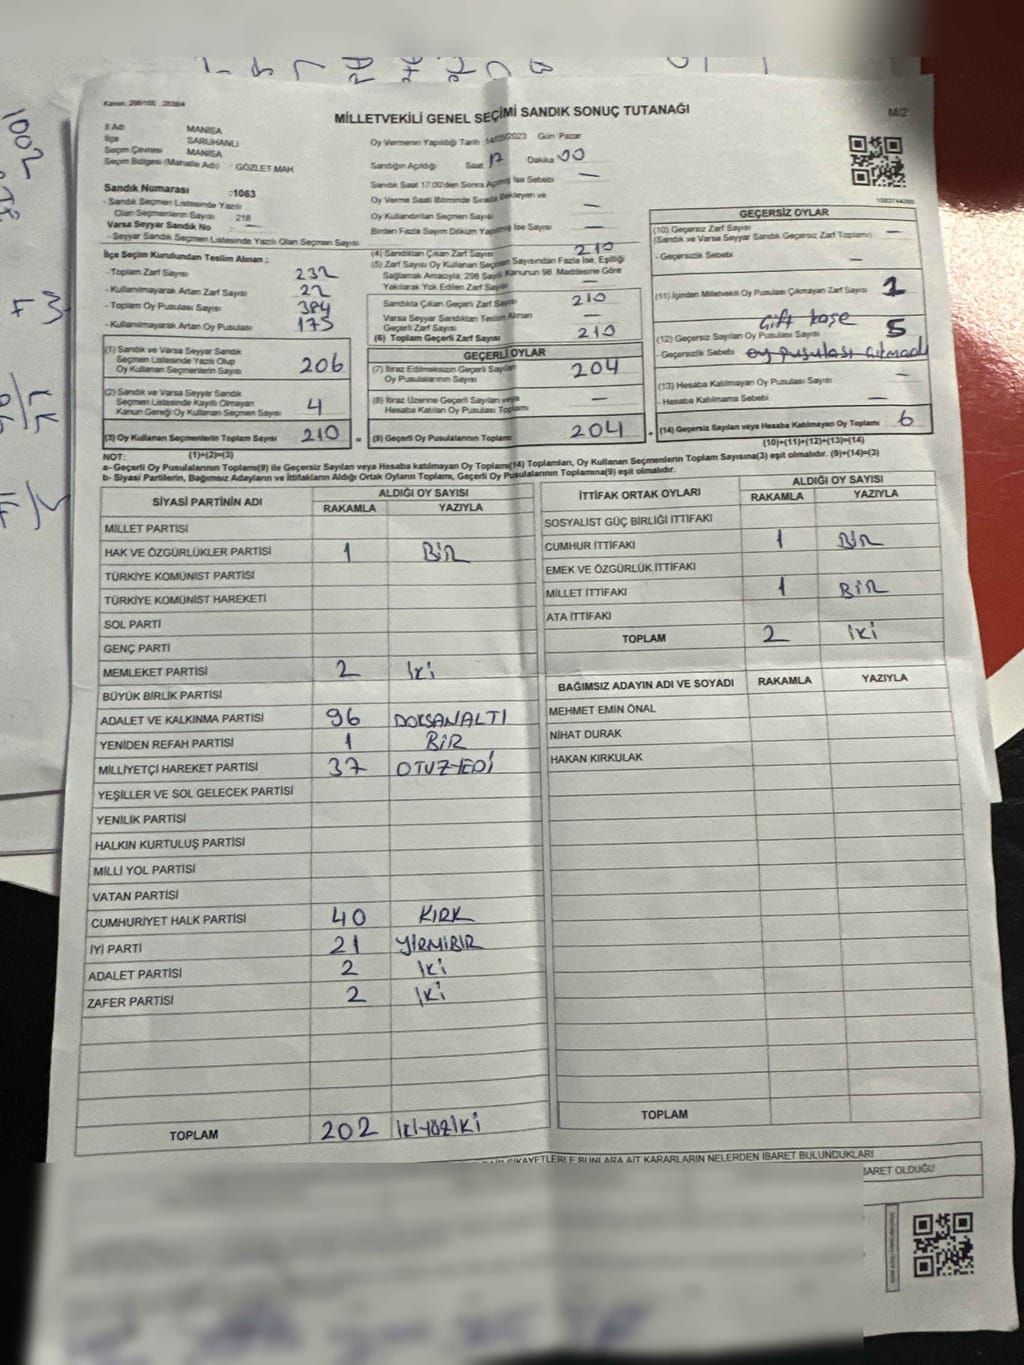 Kanun: 298/105 , 2839/4
MİLLETVEKİLİ GENEL SEÇİMİ SANDIK SONUÇ TUTANAĞI
M/2
İl Adı MANİSA
İlçe SARUHANLI
Seçim Çevresi MANİSA
Seçim Bölgesi (Mahalle Adı) : GÖZLET MAH
Sandık Numarası :1063
- Sandık Seçmen Listesinde Yazılı
Olan Seçmenlerin Sayısı : 218
Varsa Seyyar Sandık No : —
- Seyyar Sandık Seçmen Listesinde Yazılı Olan Seçmen Sayısı
Oy Vermenin Yapıldığı Tarih :14/05/2023 Gün Pazar
Sandığın Açıldığı Saat 17 Dakika 00
Sandık Saat 17:00'den Sonra Açılmış İse Sebebi —
Oy Verme Saati Bitiminde Sırada Bekleyen ve
Oy Kullandırılan Seçmen Sayısı —
Birden Fazla Sayım Döküm Yapılmış İse Sayısı —
1063744265
İlçe Seçim Kurulundan Teslim Alınan :
- Toplam Zarf Sayısı 232
- Kullanılmayarak Artan Zarf Sayısı 22
- Toplam Oy Pusulası Sayısı 384
- Kullanılmayarak Artan Oy Pusulası 173
(4) Sandıktan Çıkan Zarf Sayısı 210
(5) Zarf Sayısı Oy Kullanan Seçmen Sayısından Fazla İse, Eşitliği
Sağlamak Amacıyla, 298 Sayılı Kanunun 98. Maddesine Göre
Yakılarak Yok Edilen Zarf Sayısı —
Sandıkta Çıkan Geçerli Zarf Sayısı 210
Varsa Seyyar Sandıktan Teslim Alınan
Geçerli Zarf Sayısı —
(6) Toplam Geçerli Zarf Sayısı 210
GEÇERSİZ OYLAR
(10) Geçersiz Zarf Sayısı —
(Sandık ve Varsa Seyyar Sandık Geçersiz Zarf Toplamı)
- Geçersizlik Sebebi —
(11) İçinden Milletvekili Oy Pusulası Çıkmayan Zarf Sayısı 1
Çift kaşe
(12) Geçersiz Sayılan Oy Pusulası Sayısı 5
- Geçersizlik Sebebi oy pusulası çıkmadı
(13) Hesaba Katılmayan Oy Pusulası Sayısı —
- Hesaba Katılmama Sebebi —
(14) Geçersiz Sayılan veya Hesaba Katılmayan Oy Toplamı 6
(10)+(11)+(12)+(13)=(14)
(1) Sandık ve Varsa Seyyar Sandık
Seçmen Listesinde Yazılı Olup
Oy Kullanan Seçmenlerin Sayısı 206
(2) Sandık ve Varsa Seyyar Sandık
Seçmen Listesinde Kayıtlı Olmayan
Kanun Gereği Oy Kullanan Seçmen Sayısı 4
(3) Oy Kullanan Seçmenlerin Toplam Sayısı 210 =
(1)+(2)=(3)
GEÇERLİ OYLAR
(7) İtiraz Edilmeksizin Geçerli Sayılan
Oy Pusulalarının Sayısı 204
(8) İtiraz Üzerine Geçerli Sayılan veya
Hesaba Katılan Oy Pusulası Toplamı —
(9) Geçerli Oy Pusulalarının Toplamı 204 +
NOT:
a- Geçerli Oy Pusulalarının Toplamı(9) ile Geçersiz Sayılan veya Hesaba katılmayan Oy Toplam(14) Toplamları, Oy Kullanan Seçmenlerin Toplam Sayısına(3) eşit olmalıdır. (9)+(14)=(3)
b- Siyasi Partilerin, Bağımsız Adayların ve İttifakların Aldığı Ortak Oyların Toplamı, Geçerli Oy Pusulalarının Toplamına(9) eşit olmalıdır.
SİYASİ PARTİNİN ADI ALDIĞI OY SAYISI
RAKAMLA YAZIYLA
MİLLET PARTİSİ
HAK VE ÖZGÜRLÜKLER PARTİSİ 1 BİR
TÜRKİYE KOMÜNİST PARTİSİ
TÜRKİYE KOMÜNİST HAREKETİ
SOL PARTİ
GENÇ PARTİ
MEMLEKET PARTİSİ 2 İki
BÜYÜK BİRLİK PARTİSİ
ADALET VE KALKINMA PARTİSİ 96 DOKSANALTI
YENİDEN REFAH PARTİSİ 1 BİR
MİLLİYETÇİ HAREKET PARTİSİ 37 OTUZYEDİ
YEŞİLLER VE SOL GELECEK PARTİSİ
YENİLİK PARTİSİ
HALKIN KURTULUŞ PARTİSİ
MİLLİ YOL PARTİSİ
VATAN PARTİSİ
CUMHURİYET HALK PARTİSİ 40 KIRK
İYİ PARTİ 21 YİRMİBİR
ADALET PARTİSİ 2 İki
ZAFER PARTİSİ 2 İki
TOPLAM 202 İKİYÜZİKİ
İTTİFAK ORTAK OYLARI ALDIĞI OY SAYISI
RAKAMLA YAZIYLA
SOSYALİST GÜÇ BİRLİĞİ İTTİFAKI
CUMHUR İTTİFAKI 1 BİR
EMEK VE ÖZGÜRLÜK İTTİFAKI
MİLLET İTTİFAKI 1 BİR
ATA İTTİFAKI
TOPLAM 2 İki
BAĞIMSIZ ADAYIN ADI VE SOYADI RAKAMLA YAZIYLA
MEHMET EMİN ÖNAL
NİHAT DURAK
HAKAN KIRKULAK
TOPLAM
ŞİKAYETLERLE BUNLARA AİT KARARLARIN NELERDEN İBARET BULUNDUKLARI
BARET OLDUĞU
1002